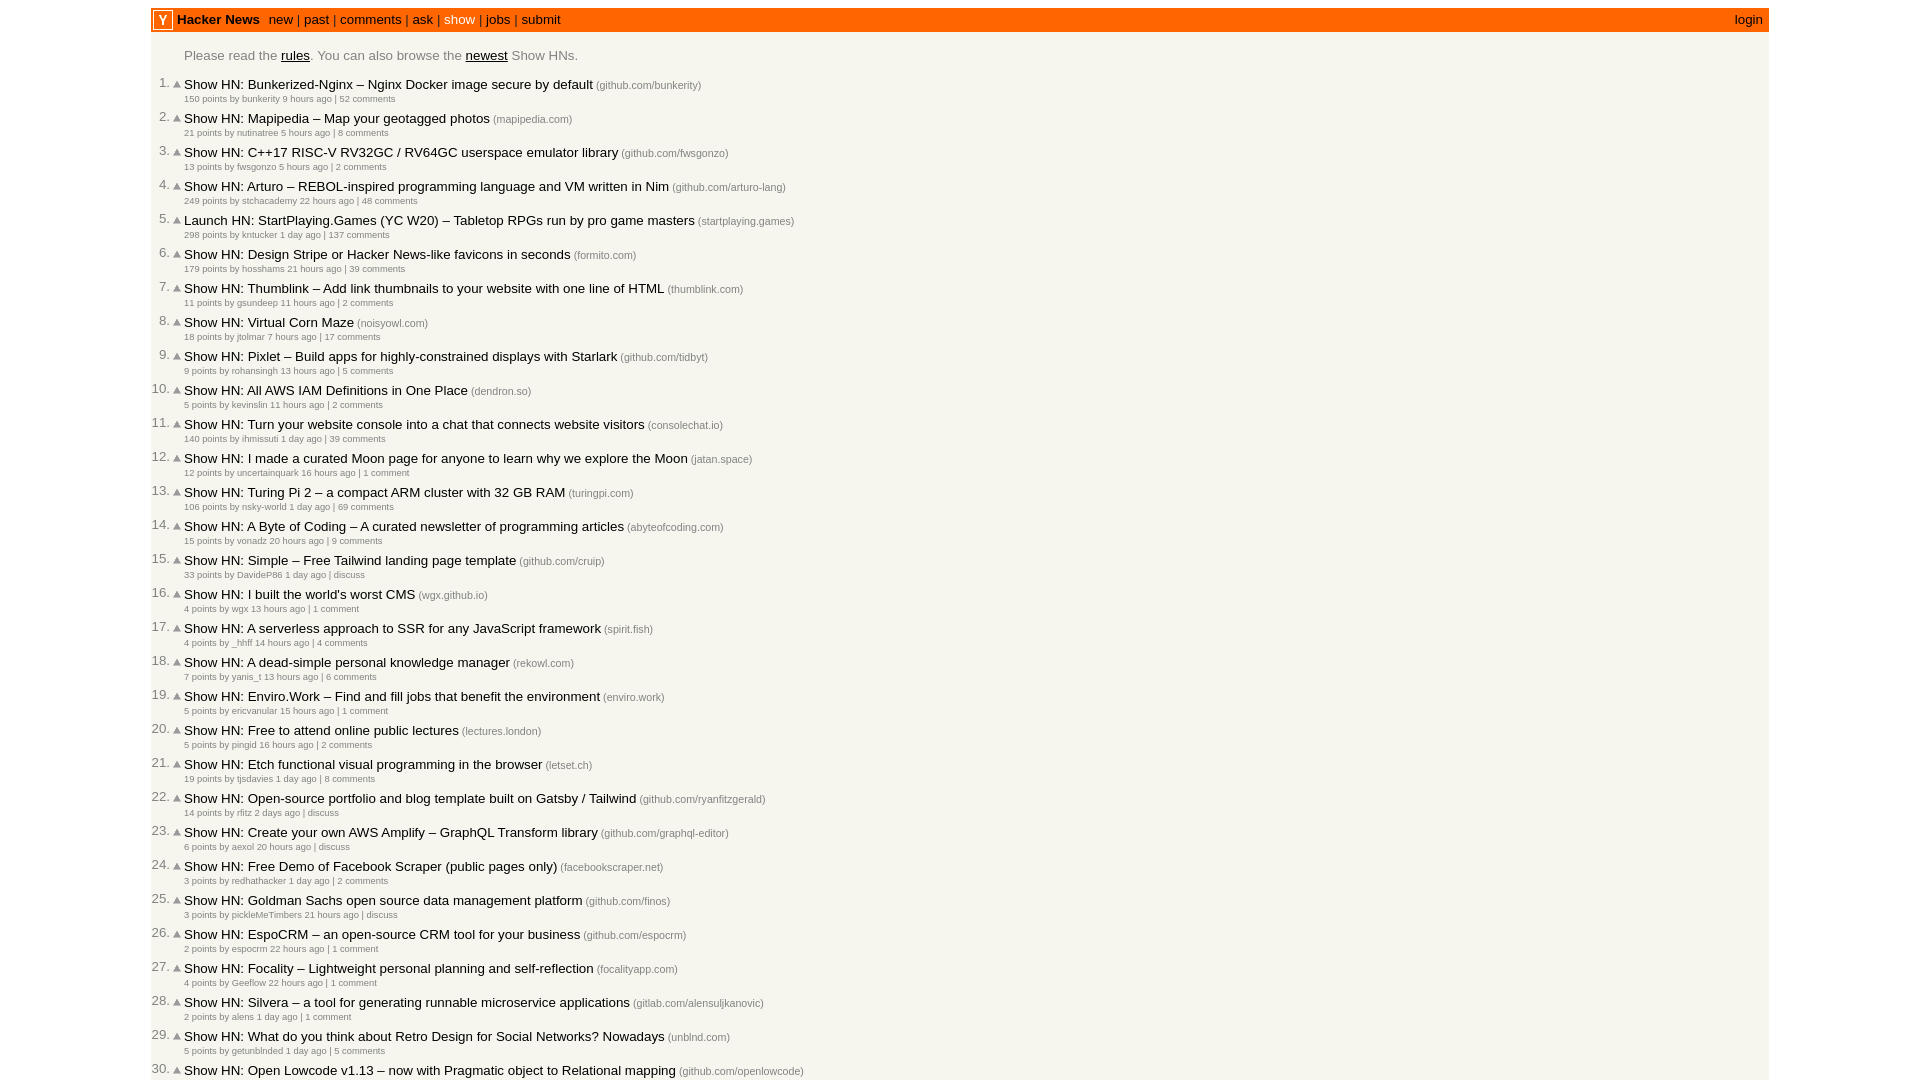 Y Hacker News new | past | comments | ask | show | jobs | submit login
Please read the rules. You can also browse the newest Show HNs.
1. Show HN: Bunkerized-Nginx – Nginx Docker image secure by default (github.com/bunkerity)
150 points by bunkerity 9 hours ago | 52 comments
2. Show HN: Mapipedia – Map your geotagged photos (mapipedia.com)
21 points by nutinatree 5 hours ago | 8 comments
3. Show HN: C++17 RISC-V RV32GC / RV64GC userspace emulator library (github.com/fwsgonzo)
13 points by fwsgonzo 5 hours ago | 2 comments
4. Show HN: Arturo – REBOL-inspired programming language and VM written in Nim (github.com/arturo-lang)
249 points by stchacademy 22 hours ago | 48 comments
5. Launch HN: StartPlaying.Games (YC W20) – Tabletop RPGs run by pro game masters (startplaying.games)
298 points by kntucker 1 day ago | 137 comments
6. Show HN: Design Stripe or Hacker News-like favicons in seconds (formito.com)
179 points by hosshams 21 hours ago | 39 comments
7. Show HN: Thumblink – Add link thumbnails to your website with one line of HTML (thumblink.com)
11 points by gsundeep 11 hours ago | 2 comments
8. Show HN: Virtual Corn Maze (noisyowl.com)
18 points by jtolmar 7 hours ago | 17 comments
9. Show HN: Pixlet – Build apps for highly-constrained displays with Starlark (github.com/tidbyt)
9 points by rohansingh 13 hours ago | 5 comments
10. Show HN: All AWS IAM Definitions in One Place (dendron.so)
5 points by kevinslin 11 hours ago | 2 comments
11. Show HN: Turn your website console into a chat that connects website visitors (consolechat.io)
140 points by ihmissuti 1 day ago | 39 comments
12. Show HN: I made a curated Moon page for anyone to learn why we explore the Moon (jatan.space)
12 points by uncertainquark 16 hours ago | 1 comment
13. Show HN: Turing Pi 2 – a compact ARM cluster with 32 GB RAM (turingpi.com)
106 points by nsky-world 1 day ago | 69 comments
14. Show HN: A Byte of Coding – A curated newsletter of programming articles (abyteofcoding.com)
15 points by vonadz 20 hours ago | 9 comments
15. Show HN: Simple – Free Tailwind landing page template (github.com/cruip)
33 points by DavideP86 1 day ago | discuss
16. Show HN: I built the world's worst CMS (wgx.github.io)
4 points by wgx 13 hours ago | 1 comment
17. Show HN: A serverless approach to SSR for any JavaScript framework (spirit.fish)
4 points by _hhff 14 hours ago | 4 comments
18. Show HN: A dead-simple personal knowledge manager (rekowl.com)
7 points by yanis_t 13 hours ago | 6 comments
19. Show HN: Enviro.Work – Find and fill jobs that benefit the environment (enviro.work)
5 points by ericvanular 15 hours ago | 1 comment
20. Show HN: Free to attend online public lectures (lectures.london)
5 points by pingid 16 hours ago | 2 comments
21. Show HN: Etch functional visual programming in the browser (letset.ch)
19 points by tjsdavies 1 day ago | 8 comments
22. Show HN: Open-source portfolio and blog template built on Gatsby / Tailwind (github.com/ryanfitzgerald)
14 points by rfitz 2 days ago | discuss
23. Show HN: Create your own AWS Amplify – GraphQL Transform library (github.com/graphql-editor)
6 points by aexol 20 hours ago | discuss
24. Show HN: Free Demo of Facebook Scraper (public pages only) (facebookscraper.net)
3 points by redhathacker 1 day ago | 2 comments
25. Show HN: Goldman Sachs open source data management platform (github.com/finos)
3 points by pickleMeTimbers 21 hours ago | discuss
26. Show HN: EspoCRM – an open-source CRM tool for your business (github.com/espocrm)
2 points by espocrm 22 hours ago | 1 comment
27. Show HN: Focality – Lightweight personal planning and self-reflection (focalityapp.com)
4 points by Geeflow 22 hours ago | 1 comment
28. Show HN: Silvera – a tool for generating runnable microservice applications (gitlab.com/alensuljkanovic)
2 points by alens 1 day ago | 1 comment
29. Show HN: What do you think about Retro Design for Social Networks? Nowadays (unblnd.com)
5 points by getunblnded 1 day ago | 5 comments
30. Show HN: Open Lowcode v1.13 – now with Pragmatic object to Relational mapping (github.com/openlowcode)